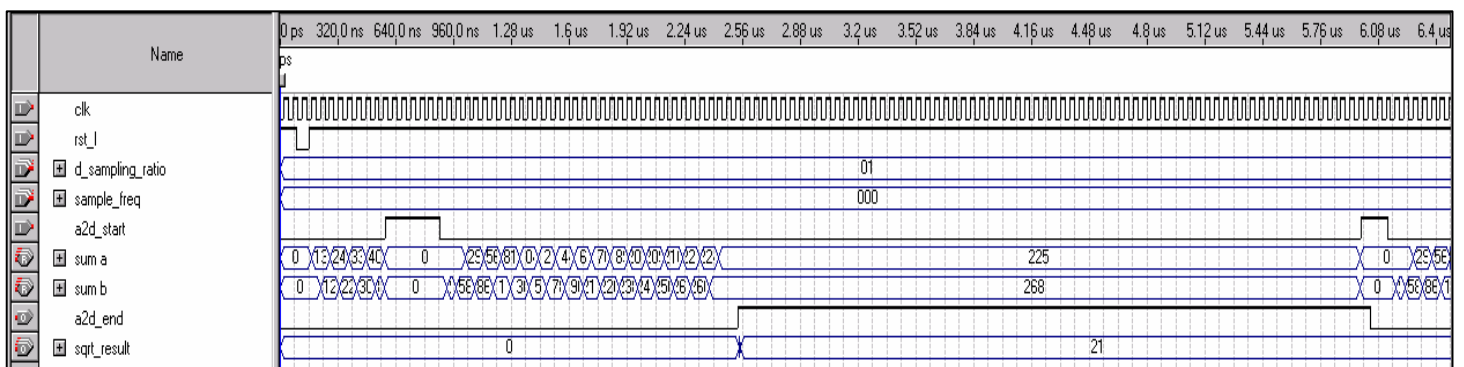 Name
0 ps 320,0 ns 640,0 ns 960,0 ns 1.28 us 1.6 us 1.92 us 2.24 us 2.56 us 2.88 us 3.2 us 3.52 us 3.84 us 4.16 us 4.48 us 4.8 us 5.12 us 5.44 us 5.76 us 6.08 us 6.4 us
ps
clk
rst_l
d_sampling_ratio 01
sample_freq 000
a2d_start
sum a 0 0 225 0
sum b 0 0 268 0
a2d_end
sqrt_result 0 21